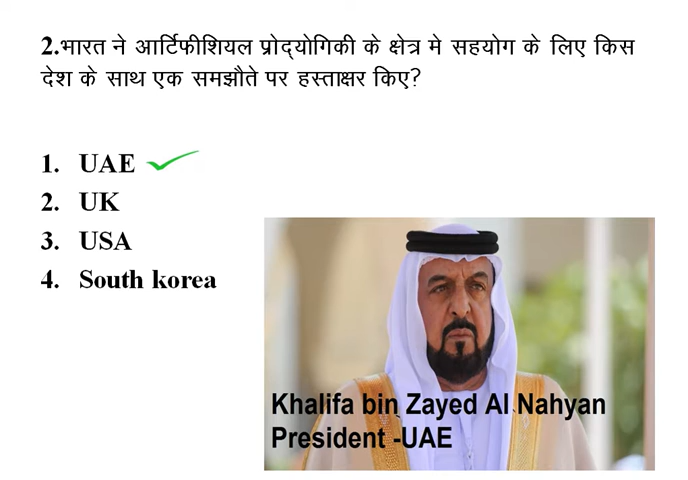 2.भारत ने आर्टिफीशियल प्रोद्योगिकी के क्षेत्र मे सहयोग के लिए किस
देश के साथ एक समझौते पर हस्ताक्षर किए?
1. UAE
2. UK
3. USA
4. South korea
Khalifa bin Zayed Al Nahyan
President -UAE